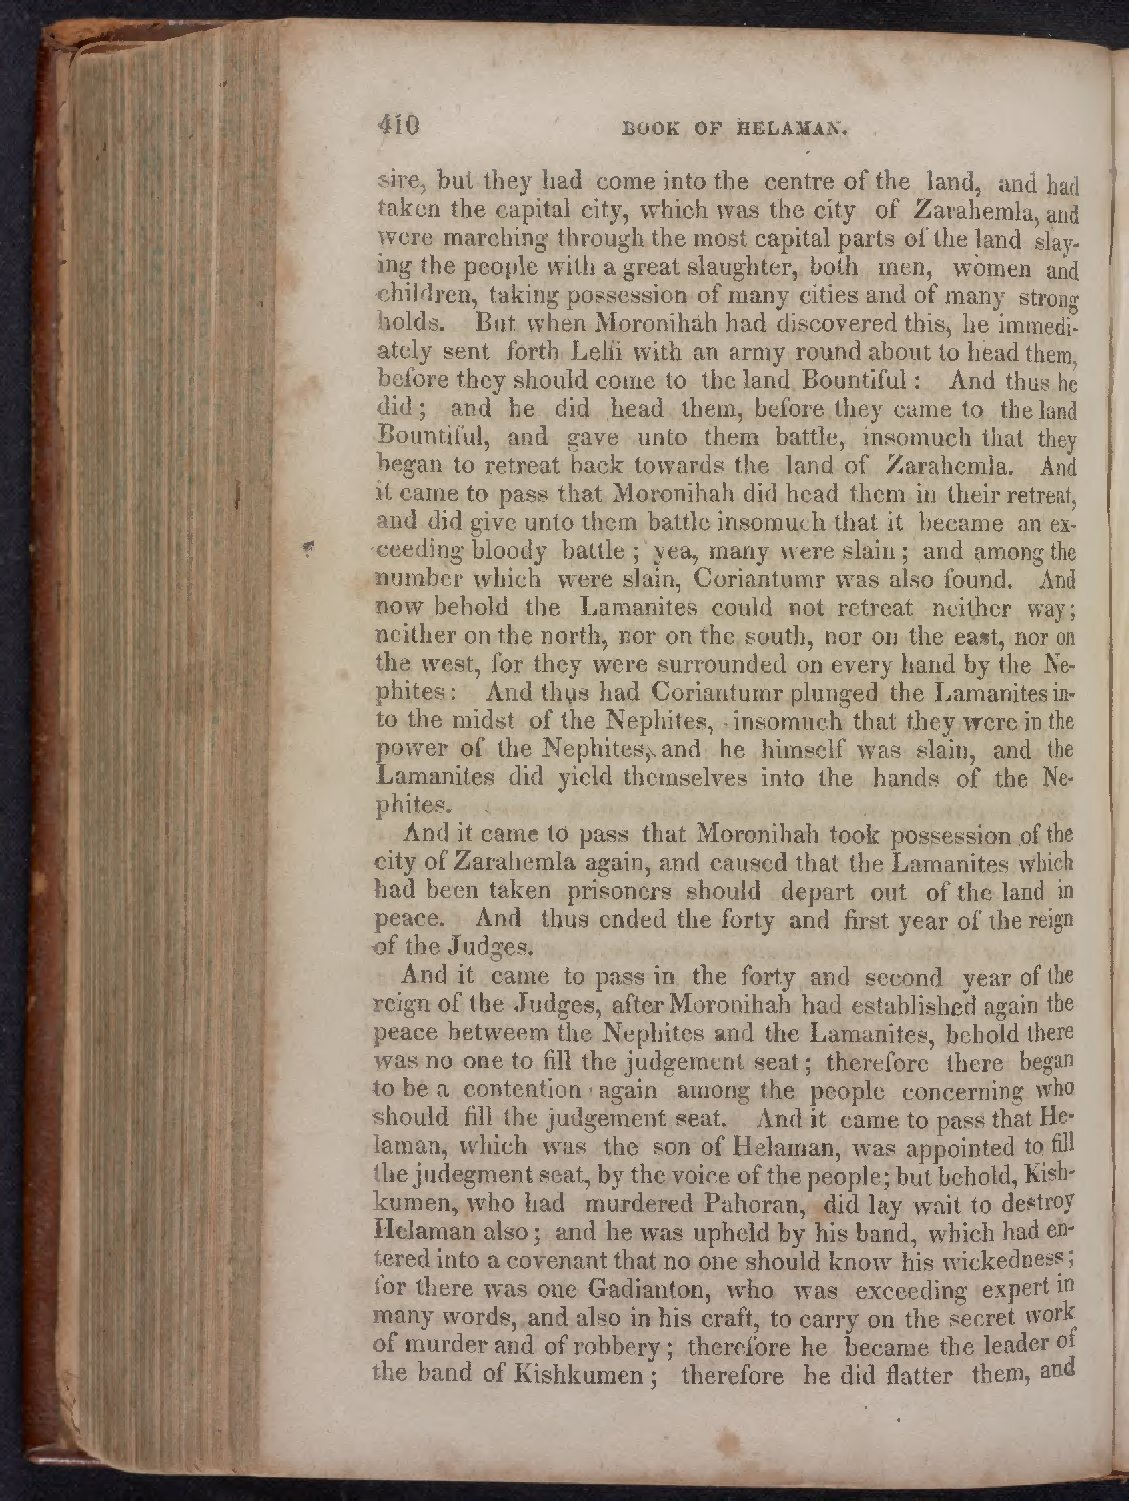 410 BOOK OF HELAMAN.
sire, but they had come into the centre of the land, and had
taken the capital city, which was the city of Zarahemla, and
were marching through the most capital parts of the land slay-
ing the people with a great slaughter, both men, women and
children, taking possession of many cities and of many strong
holds. But when Moronihah had discovered this, he immedi-
ately sent forth Lehi with an army round about to head them,
before they should come to the land Bountiful: And thus he
did; and he did head them, before they came to the land
Bountiful, and gave unto them battle, insomuch that they
began to retreat back towards the land of Zarahemla. And
it came to pass that Moronihah did head them in their retreat,
and did give unto them battle insomuch that it became an ex-
ceeding bloody battle; yea, many were slain; and among the
number which were slain, Coriantumr was also found. And
now behold the Lamanites could not retreat neither way;
neither on the north, nor on the south, nor on the east, nor on
the west, for they were surrounded on every hand by the Ne-
phites: And thus had Coriantumr plunged the Lamanites in-
to the midst of the Nephites, insomuch that they were in the
power of the Nephites, and he himself was slain, and the
Lamanites did yield themselves into the hands of the Ne-
phites.
And it came to pass that Moronihah took possession of the
city of Zarahemla again, and caused that the Lamanites which
had been taken prisoners should depart out of the land in
peace. And thus ended the forty and first year of the reign
of the Judges.
And it came to pass in the forty and second year of the
reign of the Judges, after Moronihah had established again the
peace betweem the Nephites and the Lamanites, behold there
was no one to fill the judgement seat; therefore there began
to be a contention again among the people concerning who
should fill the judgement seat. And it came to pass that He-
laman, which was the son of Helaman, was appointed to fill
the judegment seat, by the voice of the people; but behold, Kish-
kumen, who had murdered Pahoran, did lay wait to destroy
Helaman also; and he was upheld by his band, which had en-
tered into a covenant that no one should know his wickedness;
for there was one Gadianton, who was exceeding expert in
many words, and also in his craft, to carry on the secret work
of murder and of robbery; therefore he became the leader of
the band of Kishkumen; therefore he did flatter them, and